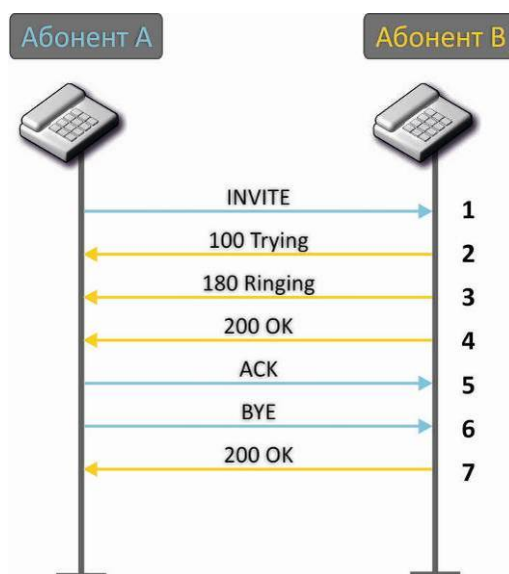 Абонент А
Абонент В
INVITE
1
100 Trying
2
180 Ringing
3
200 OK
4
ACK
5
BYE
6
200 OK
7